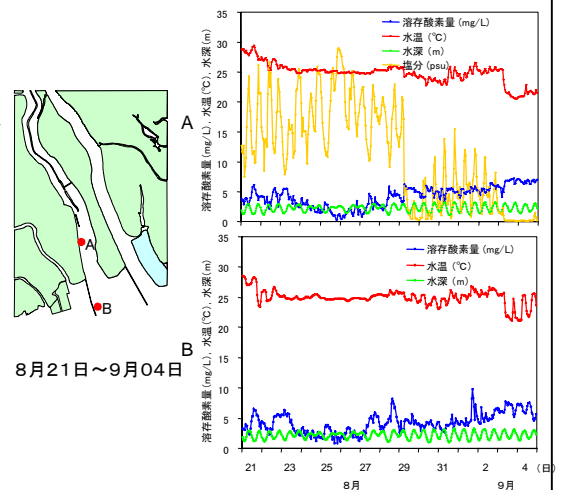 A
B
8月21日～9月04日
A
溶存酸素量(mg/L)、水温(℃)、水深(m)
35
30
25
20
15
10
5
0
溶存酸素量(mg/L)
水温(℃)
水深(m)
塩分(psu)
B
溶存酸素量(mg/L)、水温(℃)、水深(m)
35
30
25
20
15
10
5
0
溶存酸素量(mg/L)
水温(℃)
水深(m)
21 23 25 27 29 31 2 4 (日)
8月 9月